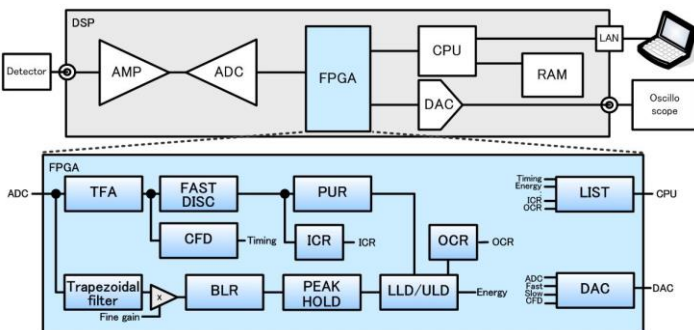 DSP
LAN
Detector
AMP
ADC
FPGA
CPU
RAM
DAC
Oscillo
scope
FPGA
ADC
TFA
FAST
DISC
PUR
CFD
Timing
ICR
ICR
OCR
OCR
Trapezoidal
filter
x
Fine gain
BLR
PEAK
HOLD
LLD/ULD
Energy
Timing
Energy
:
ICR
OCR
LIST
CPU
ADC
Fast
Slow
CFD
DAC
DAC